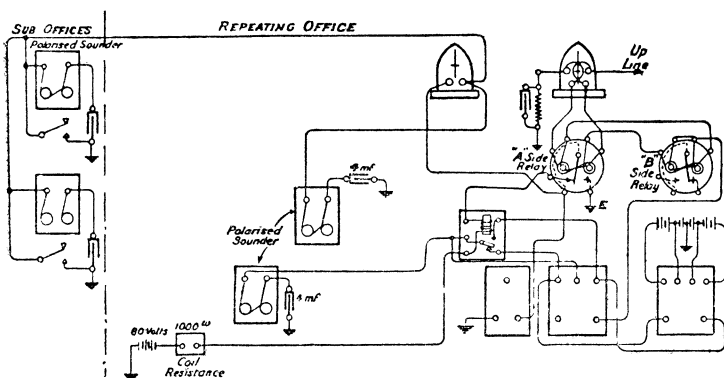 SUB OFFICES
REPEATING OFFICE
Polarised Sounder
Up
Line
"A" Side
Relay
"B"
Side
Relay
E
4 mf
Polarised
Sounder
4 mf
80 Volts
1000 ω
Coil
Resistance